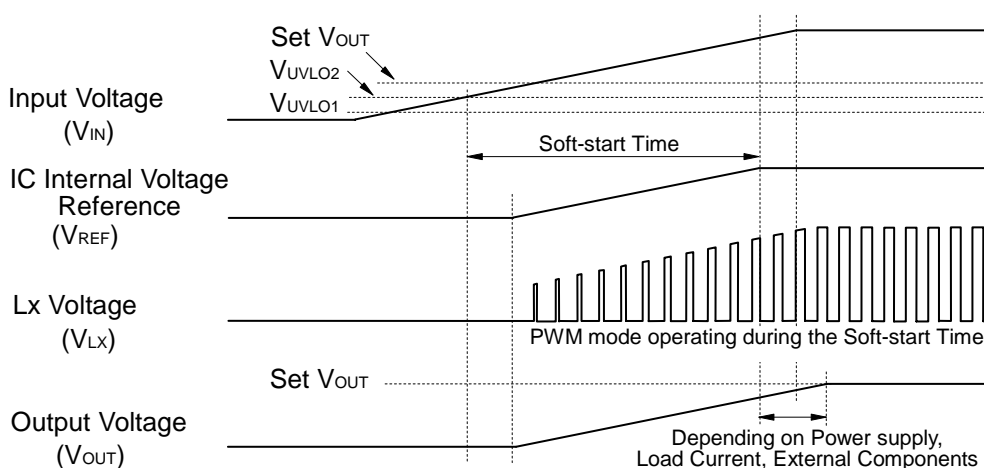 Set VOUT
VUVLO2
VUVLO1
Input Voltage
(VIN)
Soft-start Time
IC Internal Voltage
Reference
(VREF)
Lx Voltage
(VLX)
PWM mode operating during the Soft-start Time
Set VOUT
Output Voltage
(VOUT)
Depending on Power supply,
Load Current, External Components